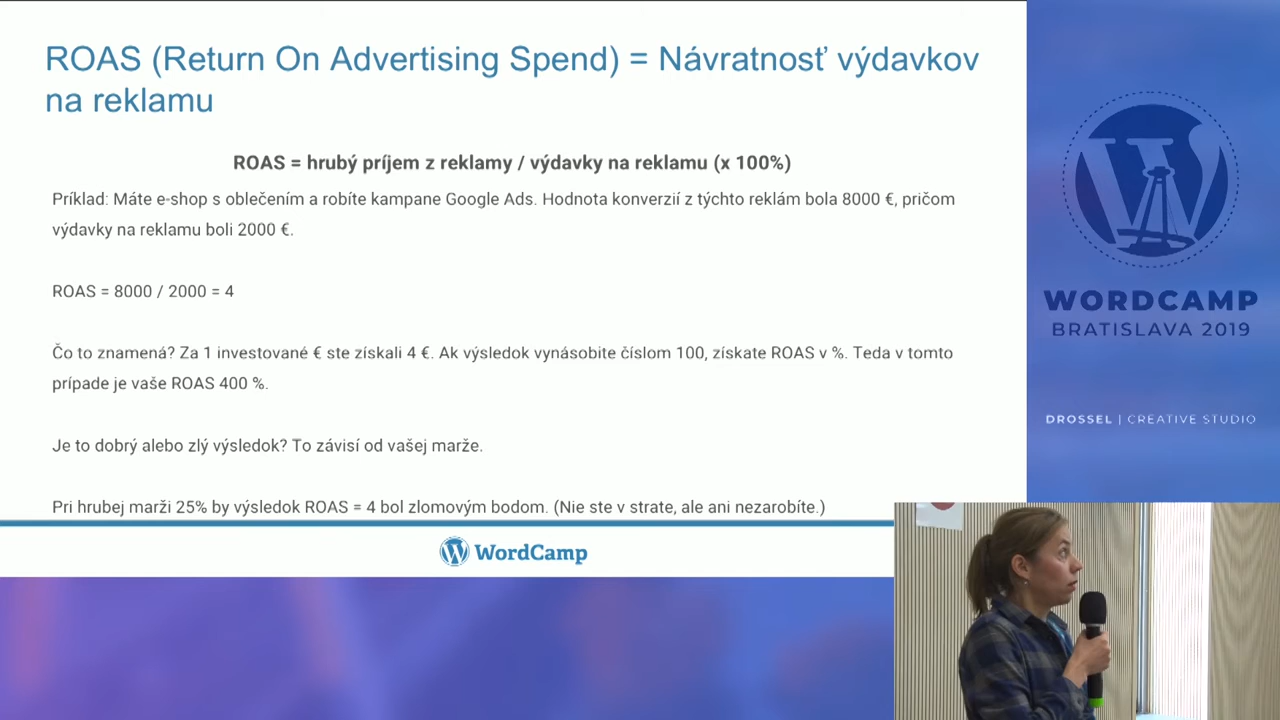 ROAS (Return On Advertising Spend) = Návratnosť výdavkov
na reklamu
ROAS = hrubý príjem z reklamy / výdavky na reklamu (x 100%)
Príklad: Máte e-shop s oblečením a robíte kampane Google Ads. Hodnota konverzií z týchto reklám bola 8000 €, pričom
výdavky na reklamu boli 2000 €.
ROAS = 8000 / 2000 = 4
Čo to znamená? Za 1 investované € ste získali 4 €. Ak výsledok vynásobite číslom 100, získate ROAS v %. Teda v tomto
prípade je vaše ROAS 400 %.
Je to dobrý alebo zlý výsledok? To závisí od vašej marže.
Pri hrubej marži 25% by výsledok ROAS = 4 bol zlomovým bodom. (Nie ste v strate, ale ani nezarobíte.)
WordCamp
WORDCAMP
BRATISLAVA 2019
DROSSEL | CREATIVE STUDIO